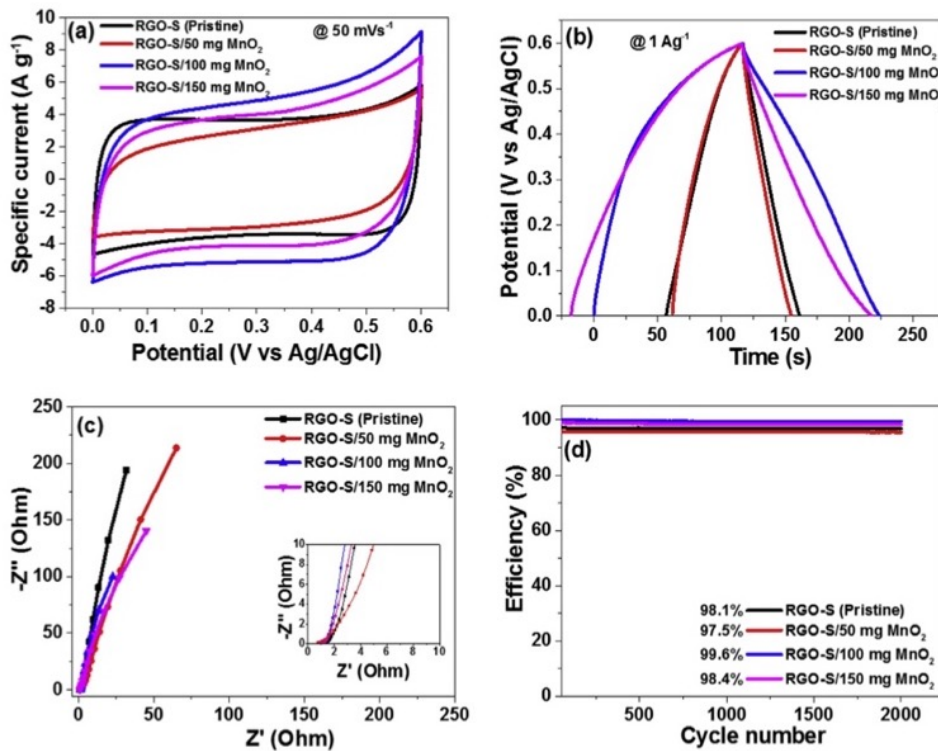 (a)
RGO-S (Pristine)
RGO-S/50 mg MnO₂
RGO-S/100 mg MnO₂
RGO-S/150 mg MnO₂
@ 50 mVs⁻¹
Specific current (A g⁻¹)
10
8
6
4
2
0
-2
-4
-6
-8
0.0 0.1 0.2 0.3 0.4 0.5 0.6
Potential (V vs Ag/AgCl)
(b)
@ 1 Ag⁻¹
RGO-S (Pristine)
RGO-S/50 mg MnO₂
RGO-S/100 mg MnO
RGO-S/150 mg MnO
Potential (V vs Ag/AgCl)
0.6
0.5
0.3
0.2
0.0
0 50 100 150 200 250
Time (s)
(c)
RGO-S (Pristine)
RGO-S/50 mg MnO₂
RGO-S/100 mg MnO₂
RGO-S/150 mg MnO₂
-Z'' (Ohm)
250
200
150
100
50
0
0 50 100 150 200 250
Z' (Ohm)
-Z'' (Ohm)
10
8
6
4
2
0
0 2 4 6 8 10
Z' (Ohm)
(d)
Efficiency (%)
100
80
60
40
20
0
98.1% RGO-S (Pristine)
97.5% RGO-S/50 mg MnO₂
99.6% RGO-S/100 mg MnO₂
98.4% RGO-S/150 mg MnO₂
500 1000 1500 2000
Cycle number